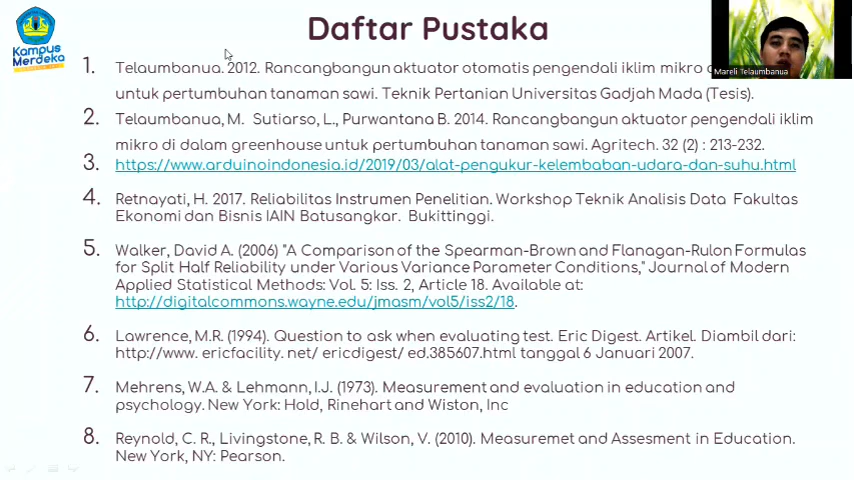 Kampus
Merdeka
Daftar Pustaka
Mareli Telaumbanua
1. Telaumbanua. 2012. Rancangbangun aktuator otomatis pengendali iklim mikro
untuk pertumbuhan tanaman sawi. Teknik Pertanian Universitas Gadjah Mada (Tesis).
2. Telaumbanua, M. Sutiarso, L., Purwantana B. 2014. Rancangbangun aktuator pengendali iklim
mikro di dalam greenhouse untuk pertumbuhan tanaman sawi. Agritech. 32 (2) : 213-232.
3. https://www.arduinoindonesia.id/2019/03/alat-pengukur-kelembaban-udara-dan-suhu.html
4. Retnayati, H. 2017. Reliabilitas Instrumen Penelitian. Workshop Teknik Analisis Data Fakultas
Ekonomi dan Bisnis IAIN Batusangkar. Bukittinggi.
5. Walker, David A. (2006) "A Comparison of the Spearman-Brown and Flanagan-Rulon Formulas
for Split Half Reliability under Various Variance Parameter Conditions," Journal of Modern
Applied Statistical Methods: Vol. 5: Iss. 2, Article 18. Available at:
http://digitalcommons.wayne.edu/jmasm/vol5/iss2/18.
6. Lawrence, M.R. (1994). Question to ask when evaluating test. Eric Digest. Artikel. Diambil dari:
http://www. ericfacility. net/ ericdigest/ ed.385607.html tanggal 6 Januari 2007.
7. Mehrens, W.A. & Lehmann, I.J. (1973). Measurement and evaluation in education and
psychology. New York: Hold, Rinehart and Wiston, Inc
8. Reynold, C. R., Livingstone, R. B. & Wilson, V. (2010). Measuremet and Assesment in Education.
New York, NY: Pearson.